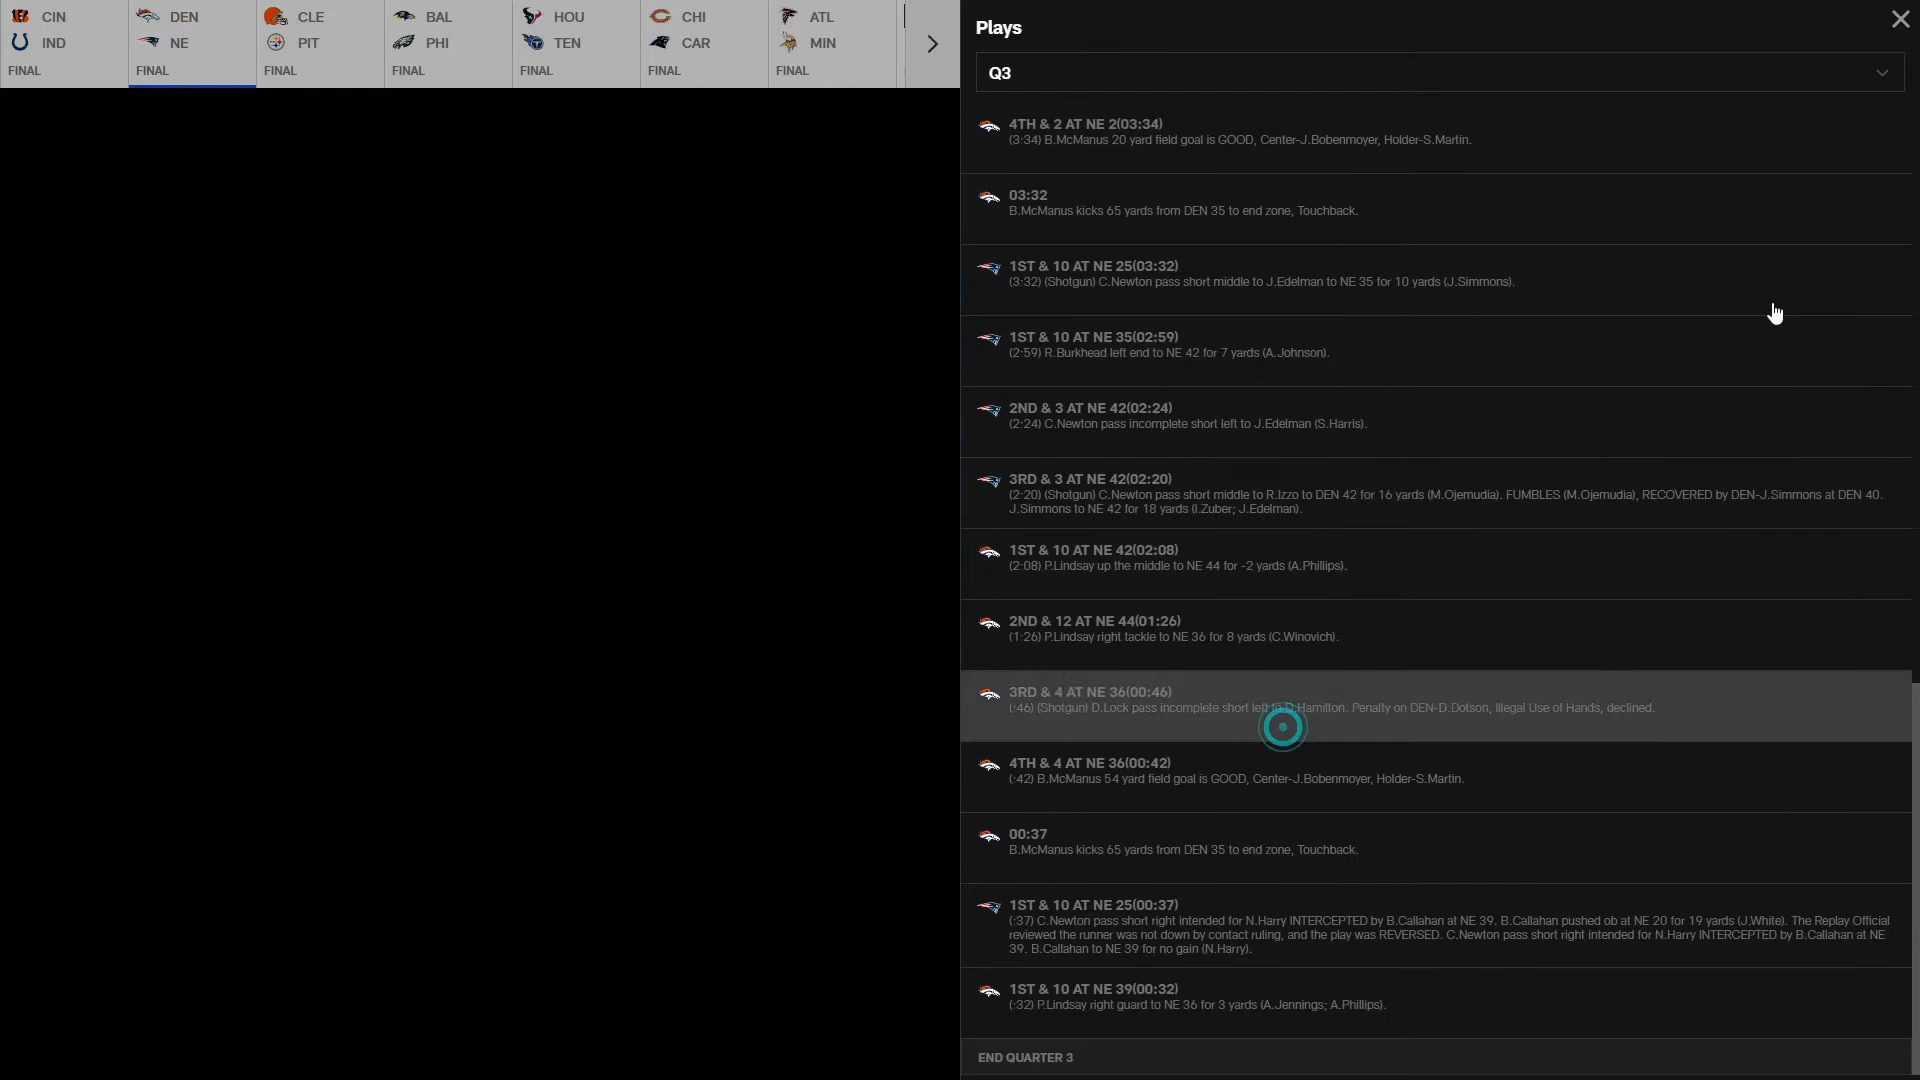 CIN
IND
FINAL
DEN
NE
FINAL
CLE
PIT
FINAL
BAL
PHI
FINAL
HOU
TEN
FINAL
CHI
CAR
FINAL
ATL
MIN
FINAL
Plays
Q3
4TH & 2 AT NE 2(03:34)
(3:34) B.McManus 20 yard field goal is GOOD, Center-J.Bobenmoyer, Holder-S.Martin.
03:32
B.McManus kicks 65 yards from DEN 35 to end zone, Touchback.
1ST & 10 AT NE 25(03:32)
(3:32) (Shotgun) C.Newton pass short middle to J.Edelman to NE 35 for 10 yards (J.Simmons).
1ST & 10 AT NE 35(02:59)
(2:59) R.Burkhead left end to NE 42 for 7 yards (A.Johnson).
2ND & 3 AT NE 42(02:24)
(2:24) C.Newton pass incomplete short left to J.Edelman (S.Harris).
3RD & 3 AT NE 42(02:20)
(2:20) (Shotgun) C.Newton pass short middle to R.Izzo to DEN 42 for 16 yards (M.Ojemudia). FUMBLES (M.Ojemudia), RECOVERED by DEN-J.Simmons at DEN 40.
J.Simmons to NE 42 for 18 yards (I.Zuber; J.Edelman).
1ST & 10 AT NE 42(02:08)
(2:08) P.Lindsay up the middle to NE 44 for -2 yards (A.Phillips).
2ND & 12 AT NE 44(01:26)
(1:26) P.Lindsay right tackle to NE 36 for 8 yards (C.Winovich).
3RD & 4 AT NE 36(00:46)
(:46) (Shotgun) D.Lock pass incomplete short left to D.Hamilton. Penalty on DEN-D.Dotson, Illegal Use of Hands, declined.
4TH & 4 AT NE 36(00:42)
(:42) B.McManus 54 yard field goal is GOOD, Center-J.Bobenmoyer, Holder-S.Martin.
00:37
B.McManus kicks 65 yards from DEN 35 to end zone, Touchback.
1ST & 10 AT NE 25(00:37)
(:37) C.Newton pass short right intended for N.Harry INTERCEPTED by B.Callahan at NE 39. B.Callahan pushed ob at NE 20 for 19 yards (J.White). The Replay Official
reviewed the runner was not down by contact ruling, and the play was REVERSED. C.Newton pass short right intended for N.Harry INTERCEPTED by B.Callahan at NE
39. B.Callahan to NE 39 for no gain (N.Harry).
1ST & 10 AT NE 39(00:32)
(:32) P.Lindsay right guard to NE 36 for 3 yards (A.Jennings; A.Phillips).
END QUARTER 3